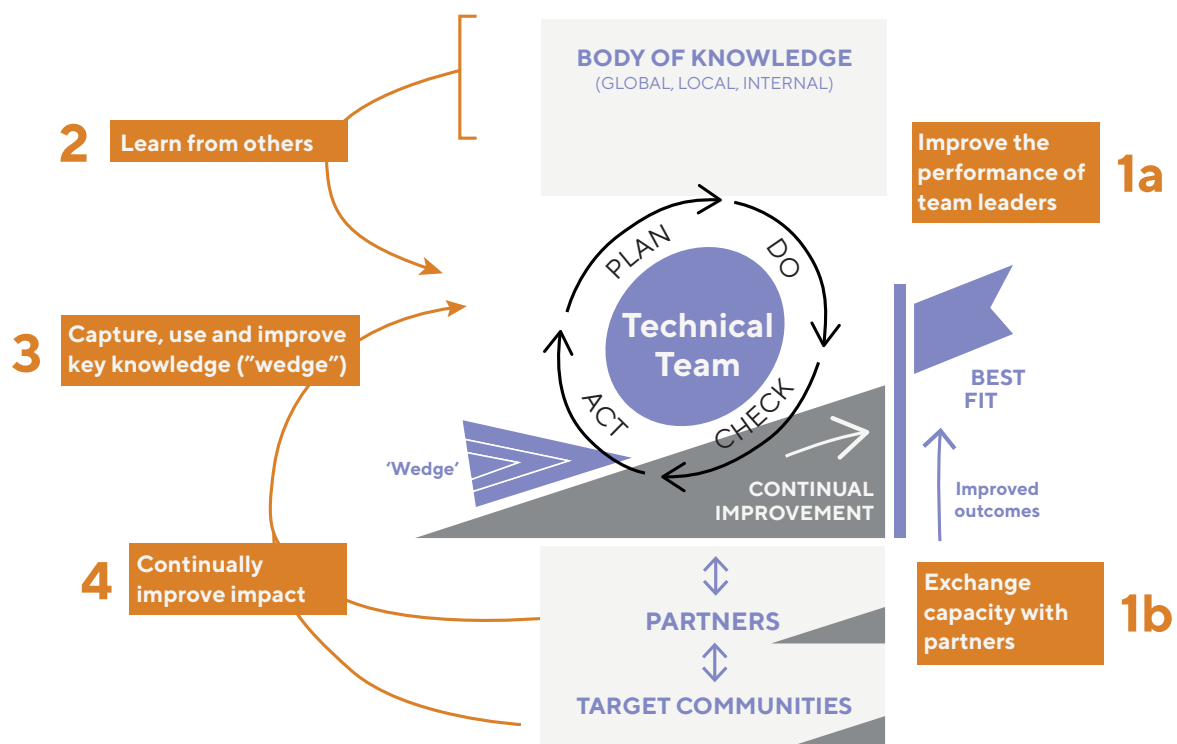 BODY OF KNOWLEDGE
(GLOBAL, LOCAL, INTERNAL)
2
Learn from others
Improve the
performance of
team leaders
1a
PLAN
DO
CHECK
ACT
Technical
Team
3
Capture, use and improve
key knowledge (”wedge”)
BEST
FIT
'Wedge'
CONTINUAL
IMPROVEMENT
Improved
outcomes
4
Continually
improve impact
Exchange
capacity with
partners
1b
PARTNERS
TARGET COMMUNITIES